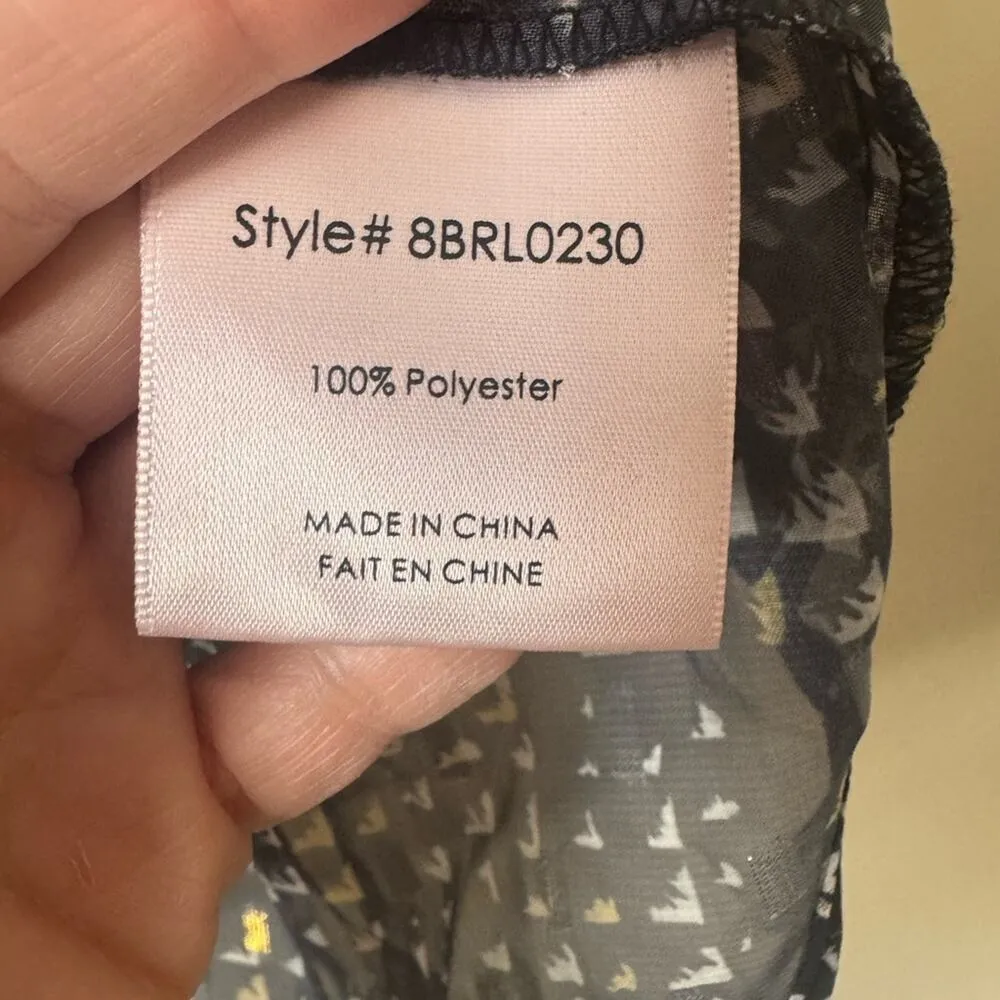 Style# 8BRL0230
100% Polyester
MADE IN CHINA
FAIT EN CHINE